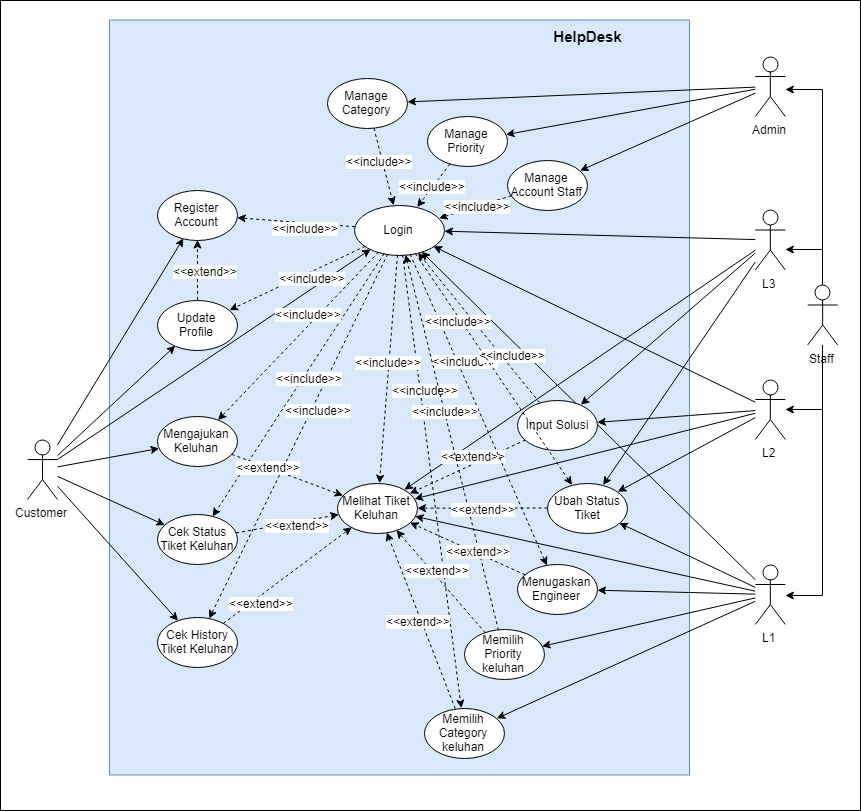 HelpDesk
Manage
Category
Admin
Manage
Priority
<<include>>
Manage
Account Staff
<<include>>
<<include>>
Register
Account
<<include>>
Login
<<extend>>
<<include>>
L3
Update
Profile
<<include>>
<<include>>
Staff
<<include>>
<<include>>
<<include>>
<<include>>
<<include>>
<<include>>
<<include>>
Input Solusi
Mengajukan
Keluhan
L2
<<extend>>
<<extend>>
Customer
Melihat Tiket
Keluhan
Ubah Status
Tiket
<<extend>>
<<extend>>
Cek Status
Tiket Keluhan
<<extend>>
<<extend>>
Menugaskan
Engineer
<<extend>>
<<extend>>
Cek History
Tiket Keluhan
L1
Memilih
Priority
keluhan
Memilih
Category
keluhan